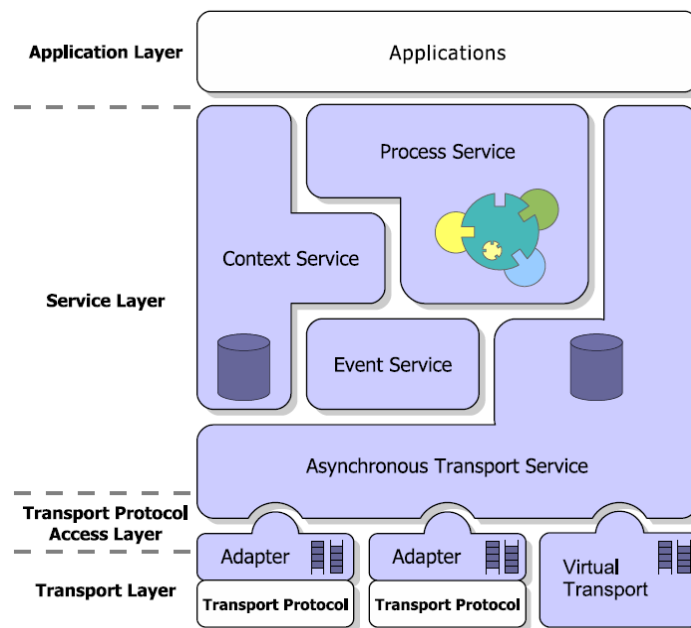 Application Layer
Applications
Process Service
Context Service
Service Layer
Event Service
Asynchronous Transport Service
Transport Protocol
Access Layer
Adapter
Adapter
Virtual
Transport
Transport Layer
Transport Protocol
Transport Protocol